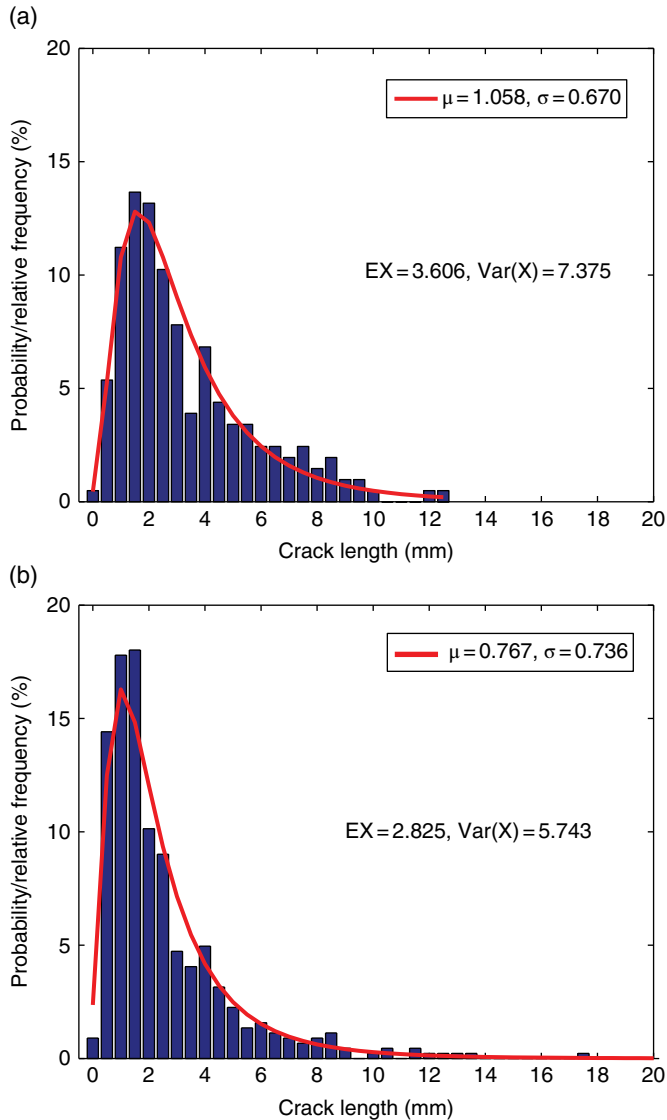 (a)
20
15
10
5
0
Probability/relative frequency (%)
μ = 1.058, σ = 0.670
EX = 3.606, Var(X) = 7.375
0 2 4 6 8 10 12 14 16 18 20
Crack length (mm)
(b)
20
15
10
5
0
Probability/relative frequency (%)
μ = 0.767, σ = 0.736
EX = 2.825, Var(X) = 5.743
0 2 4 6 8 10 12 14 16 18 20
Crack length (mm)